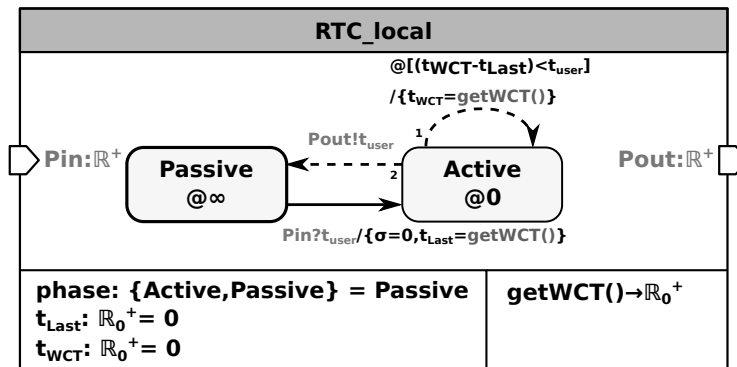 RTC_local
@[(tWCT-tLast)<tuser]
/{tWCT=getWCT()}
Pout!tuser
1
2
Pin:ℝ+
Passive
@∞
Active
@0
Pout:ℝ+
Pin?tuser/{σ=0,tLast=getWCT()}
phase: {Active,Passive} = Passive
tLast: ℝ0+= 0
tWCT: ℝ0+= 0
getWCT()→ℝ0+